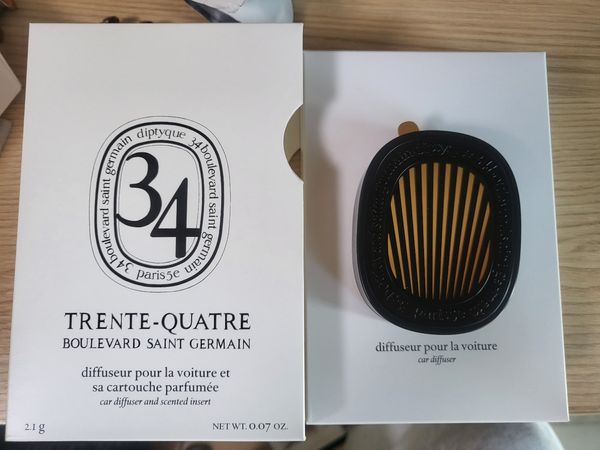 34 boulevard saint germain diptyque 34 boulevard saint germain paris5e
34
TRENTE-QUATRE
BOULEVARD SAINT GERMAIN
diffuseur pour la voiture et
sa cartouche parfumée
car diffuser and scented insert
2.1 g NET WT. 0.07 OZ.
diffuseur pour la voiture
car diffuser